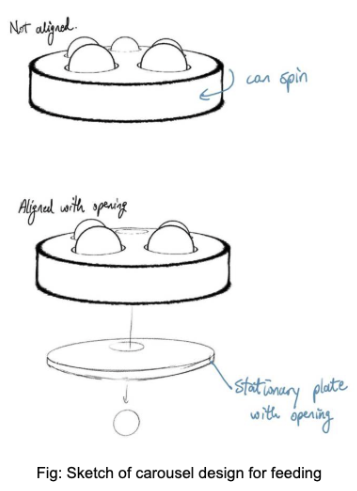 Not aligned.
can spin
Aligned with opening
Stationary plate
with opening
Fig: Sketch of carousel design for feeding